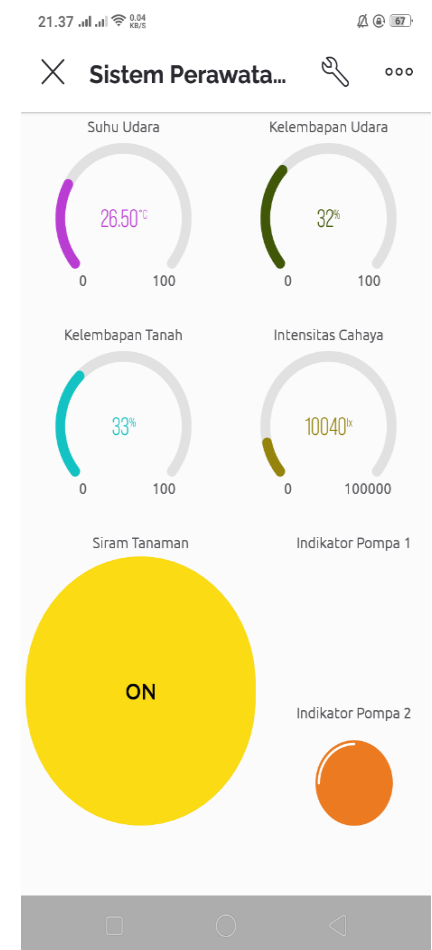 21.37 0.04 KB/S 67
Sistem Perawata...
Suhu Udara Kelembapan Udara
26.50°C 32%
0 100 0 100
Kelembapan Tanah Intensitas Cahaya
33% 10040lx
0 100 0 100000
Siram Tanaman Indikator Pompa 1
ON
Indikator Pompa 2